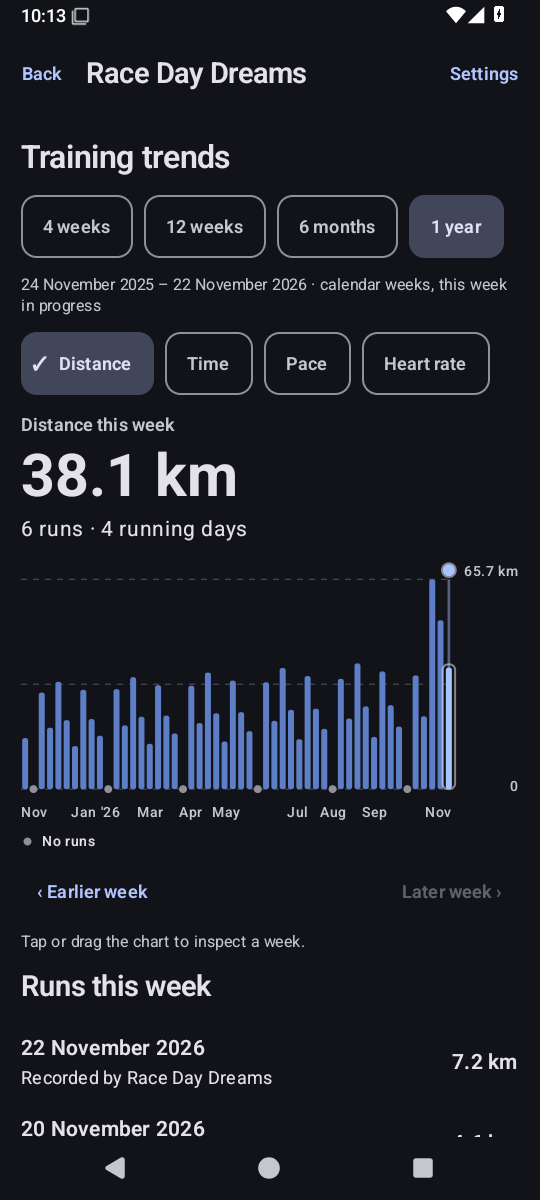 10:13
Back Race Day Dreams Settings
Training trends
4 weeks 12 weeks 6 months 1 year
24 November 2025 – 22 November 2026 · calendar weeks, this week
in progress
✓ Distance Time Pace Heart rate
Distance this week
38.1 km
6 runs · 4 running days
65.7 km
0
Nov Jan '26 Mar Apr May Jul Aug Sep Nov
No runs
‹ Earlier week Later week ›
Tap or drag the chart to inspect a week.
Runs this week
22 November 2026
7.2 km
Recorded by Race Day Dreams
20 November 2026